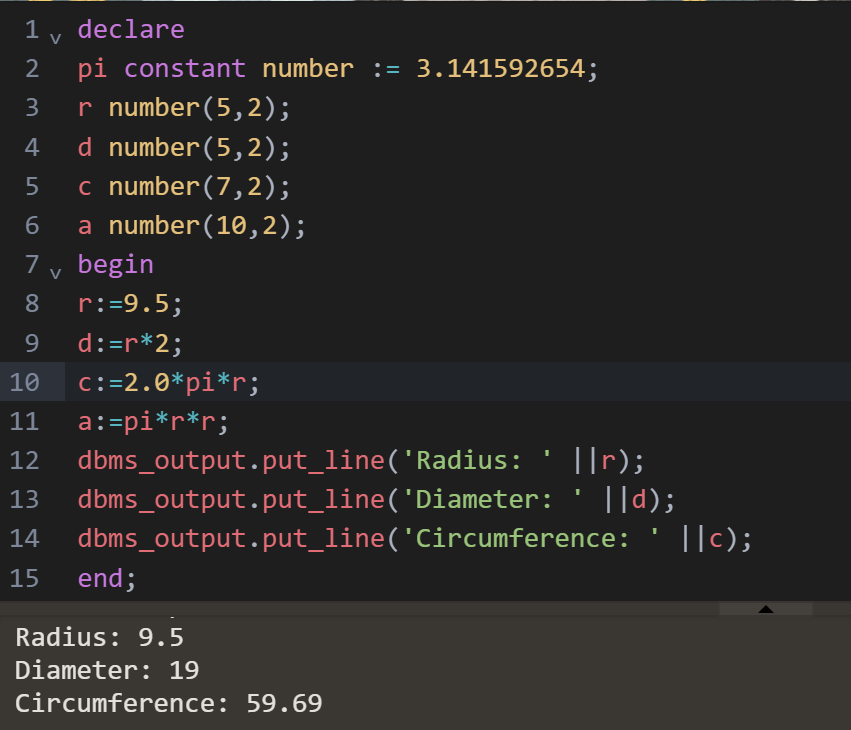 1 declare
2 pi constant number := 3.141592654;
3 r number(5,2);
4 d number(5,2);
5 c number(7,2);
6 a number(10,2);
7 begin
8 r:=9.5;
9 d:=r*2;
10 c:=2.0*pi*r;
11 a:=pi*r*r;
12 dbms_output.put_line('Radius: ' ||r);
13 dbms_output.put_line('Diameter: ' ||d);
14 dbms_output.put_line('Circumference: ' ||c);
15 end;
Radius: 9.5
Diameter: 19
Circumference: 59.69